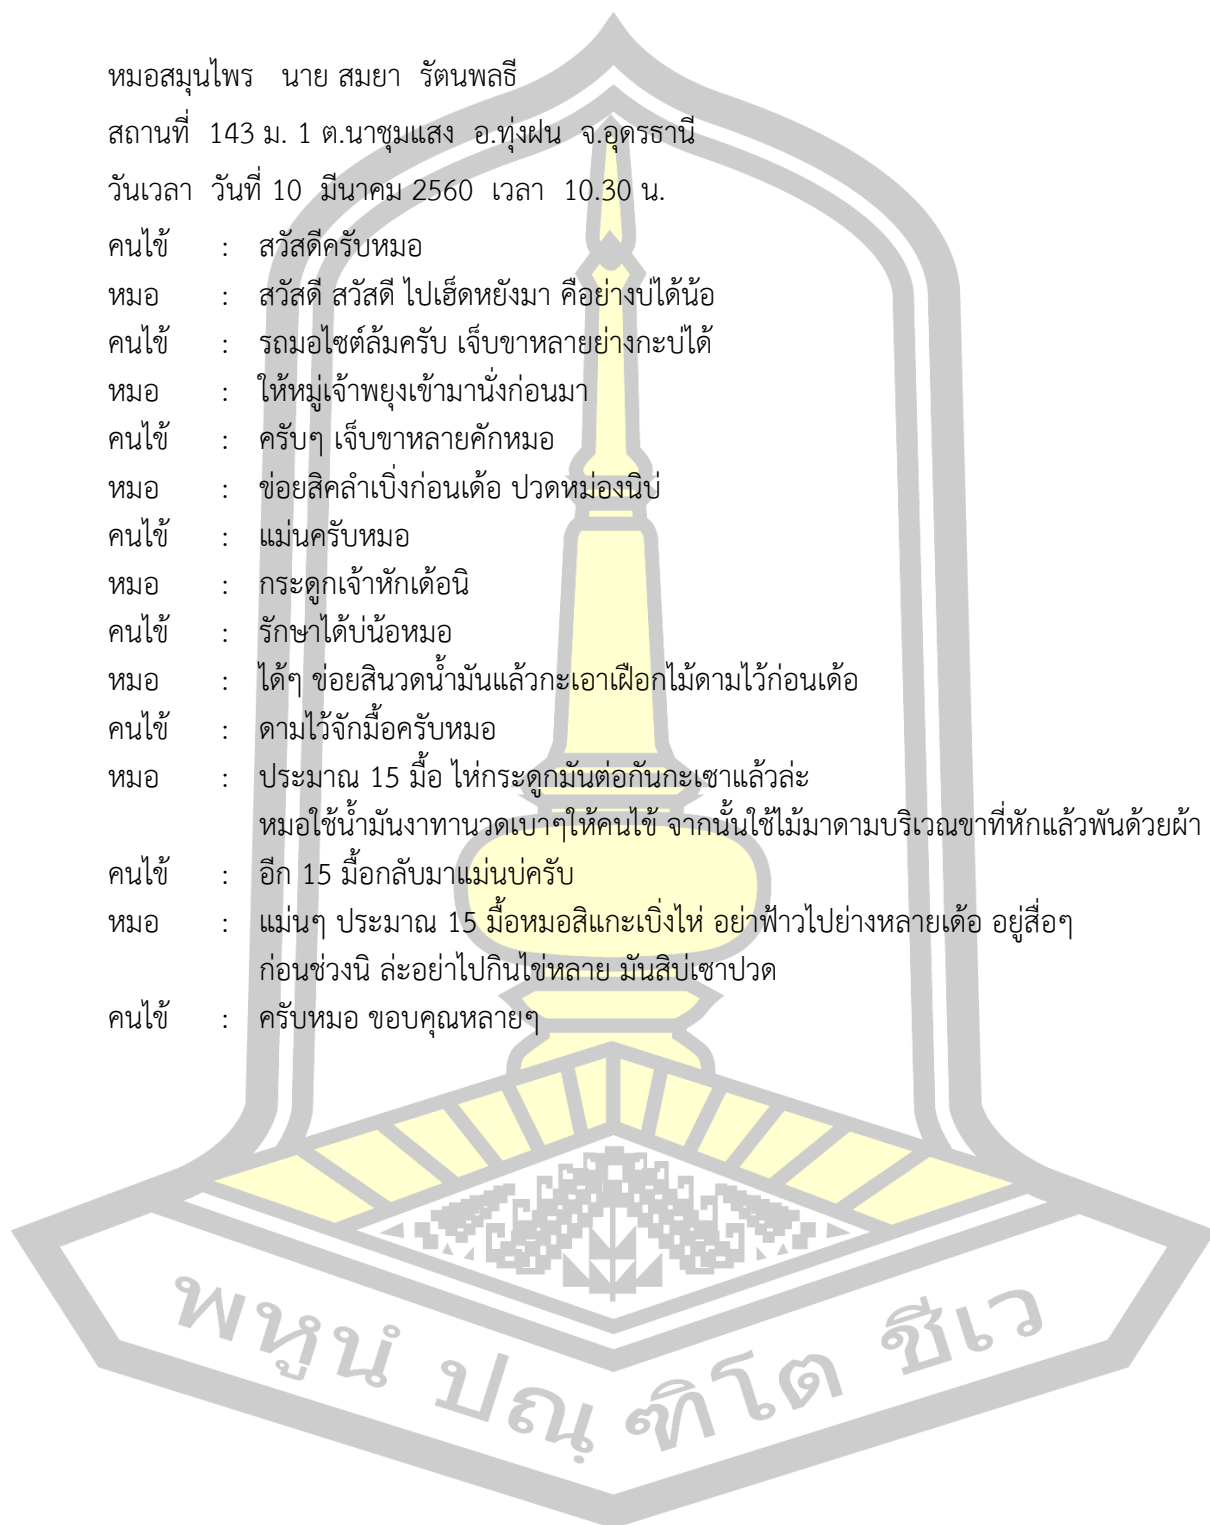 หมอสมุนไพร นาย สมยา รัตนพลธี
สถานที่ 143 ม. 1 ต.นาชุมแสง อ.ทุ่งฝน จ.อุดรธานี
วันเวลา วันที่ 10 มีนาคม 2560 เวลา 10.30 น.
คนไข้ : สวัสดีครับหมอ
หมอ : สวัสดี สวัสดี ไปเฮ็ดหยังมา คือย่างบ่ได้น้อ
คนไข้ : รถมอไซต์ล้มครับ เจ็บขาหลายย่างกะบ่ได้
หมอ : ให้หมู่เจ้าพยุงเข้ามานั่งก่อนมา
คนไข้ : ครับๆ เจ็บขาหลายคักหมอ
หมอ : ข่อยสิคลำเบิ่งก่อนเด้อ ปวดหม่องนิบ่
คนไข้ : แม่นครับหมอ
หมอ : กระดูกเจ้าหักเด้อนิ
คนไข้ : รักษาได้บ่น้อหมอ
หมอ : ได้ๆ ข่อยสินวดน้ำมันแล้วกะเอาเฝือกไม้ดามไว้ก่อนเด้อ
คนไข้ : ดามไว้จักมื้อครับหมอ
หมอ : ประมาณ 15 มื้อ ไห่กระดูกมันต่อกันกะเซาแล้วล่ะ
หมอใช้น้ำมันงาทานวดเบาๆให้คนไข้ จากนั้นใช้ไม้มาดามบริเวณขาที่หักแล้วพันด้วยผ้า
คนไข้ : อีก 15 มื้อกลับมาแม่นบ่ครับ
หมอ : แม่นๆ ประมาณ 15 มื้อหมอสิแกะเบิ่งไห่ อย่าฟ้าวไปย่างหลายเด้อ อยู่สื่อๆ
ก่อนช่วงนิ ล่ะอย่าไปกินไข่หลาย มันสิบ่เซาปวด
คนไข้ : ครับหมอ ขอบคุณหลายๆ
พหูนํ ปณฺฑิโต ชีเว